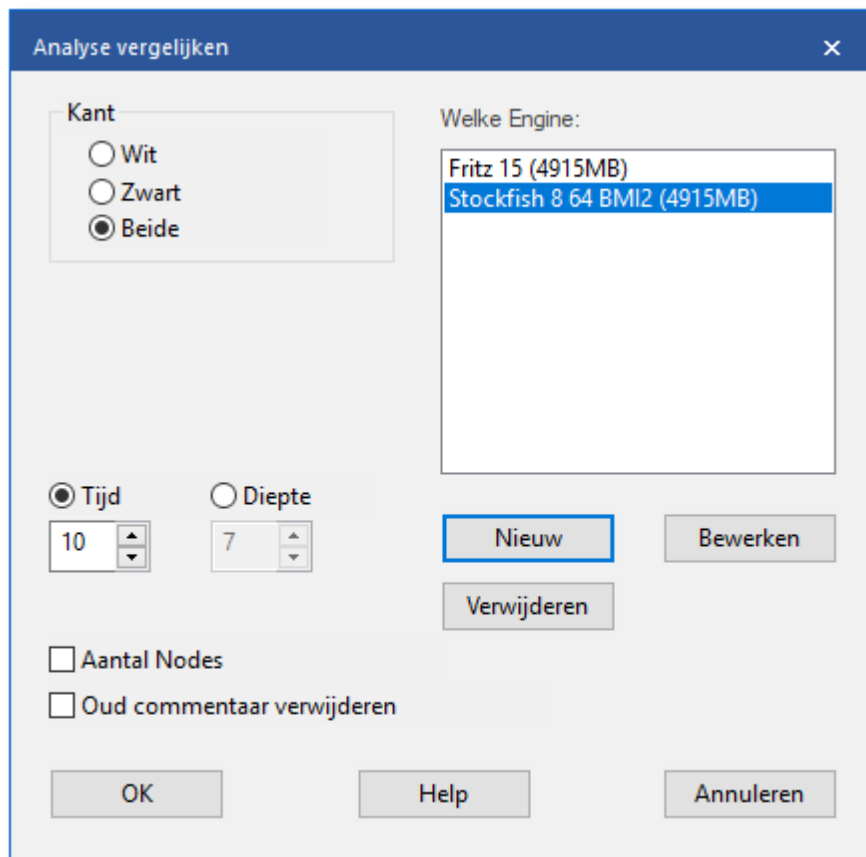 Analyse vergelijken
Kant
Wit
Zwart
Beide
Welke Engine:
Fritz 15 (4915MB)
Stockfish 8 64 BMI2 (4915MB)
Tijd
Diepte
10
7
Nieuw
Bewerken
Verwijderen
Aantal Nodes
Oud commentaar verwijderen
OK
Help
Annuleren